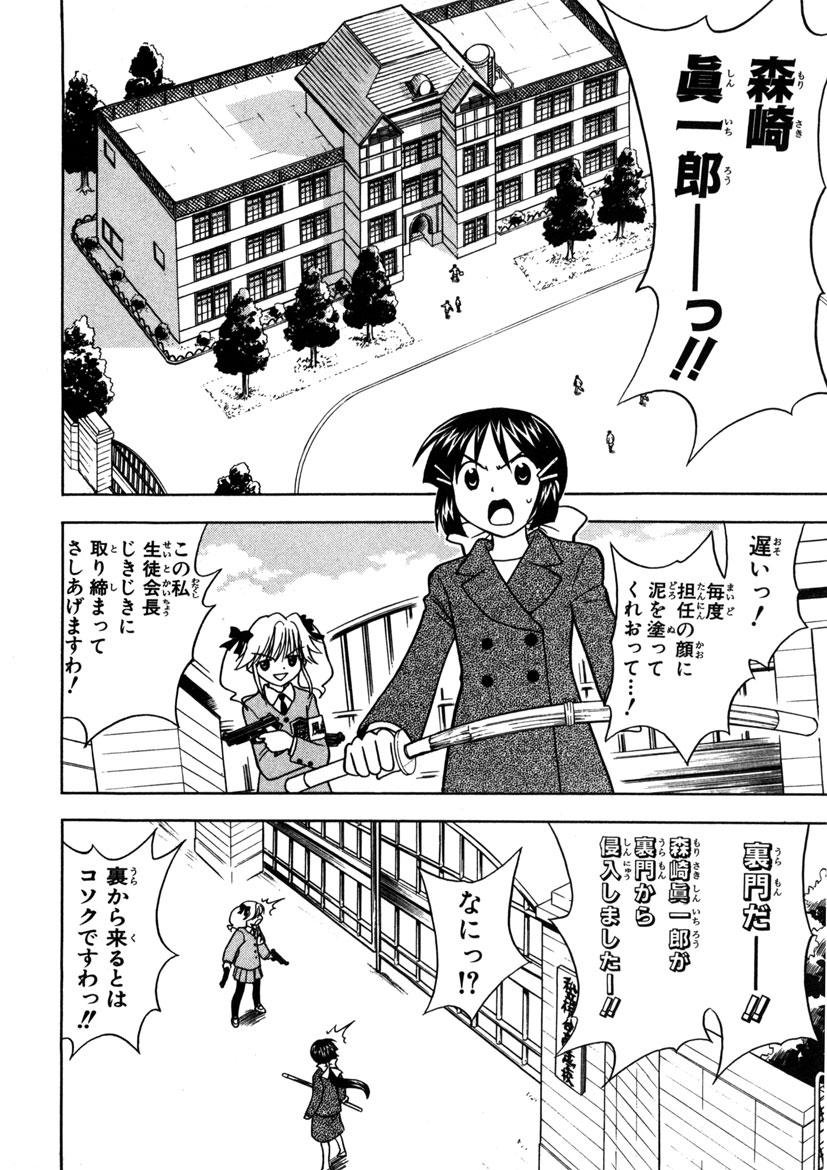 森崎
眞一郎ーーっ!!
遅いっ!
毎度
担任の顔に
泥を塗って
くれおって…!
この私
生徒会長
じきじきに
取り締まって
さしあげますわ!
裏門だーー!!
森崎眞一郎が
裏門から
侵入しましたー!!
なにっ!?
裏から来るとは
コソクですわっ!!